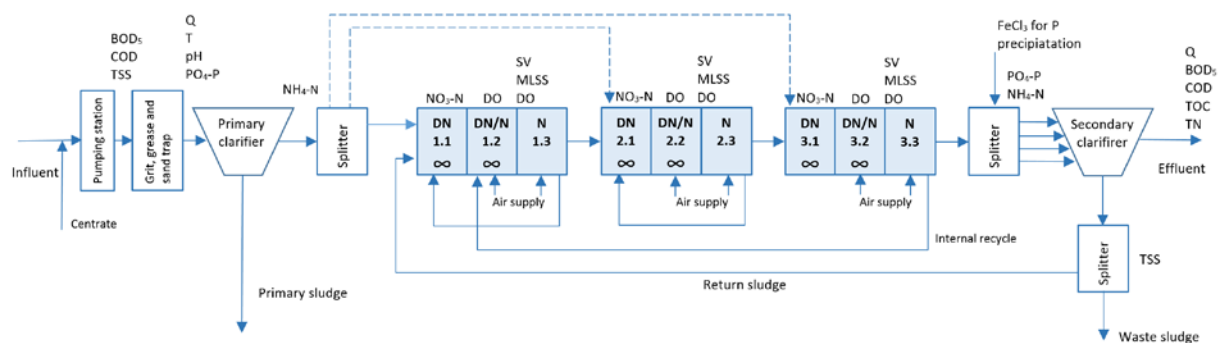 BOD₅
COD
TSS
Q
T
pH
PO₄-P
NH₄-N
NO₃-N
DO
SV
MLSS
DO
NO₃-N
DO
SV
MLSS
DO
NO₃-N
DO
SV
MLSS
DO
FeCl₃ for P
precipiatation
PO₄-P
NH₄-N
Q
BOD₅
COD
TOC
TN
Influent
Centrate
Pumping station
Grit, grease and
sand trap
Primary
clarifier
Splitter
DN
1.1
∞
DN/N
1.2
∞
N
1.3
DN
2.1
∞
DN/N
2.2
∞
N
2.3
DN
3.1
∞
DN/N
3.2
∞
N
3.3
Splitter
Secondary
clarifirer
Effluent
Air supply
Air supply
Air supply
Internal recycle
Return sludge
Splitter
TSS
Primary sludge
Waste sludge